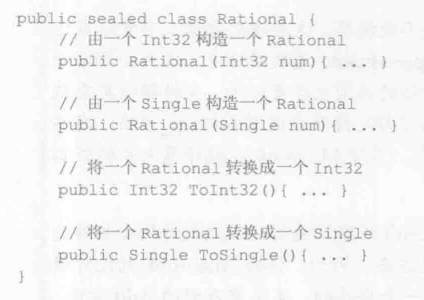 public sealed class Rational {
// 由一个 Int32 构造一个 Rational
public Rational(Int32 num){ ... }
// 由一个 Single 构造一个 Rational
public Rational(Single num){ ... }
// 将一个 Rational 转换成一个 Int32
public Int32 ToInt32(){ ... }
// 将一个 Rational 转换成一个 Single
public Single ToSingle(){ ... }
}